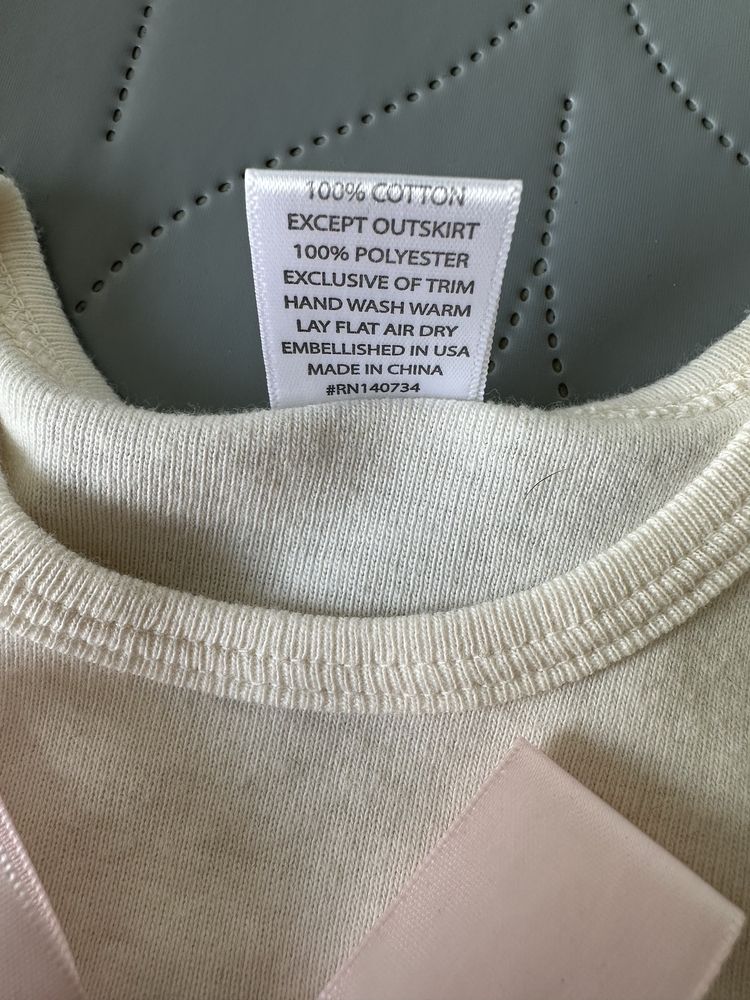 100% COTTON
EXCEPT OUTSKIRT
100% POLYESTER
EXCLUSIVE OF TRIM
HAND WASH WARM
LAY FLAT AIR DRY
EMBELLISHED IN USA
MADE IN CHINA
#RN140734